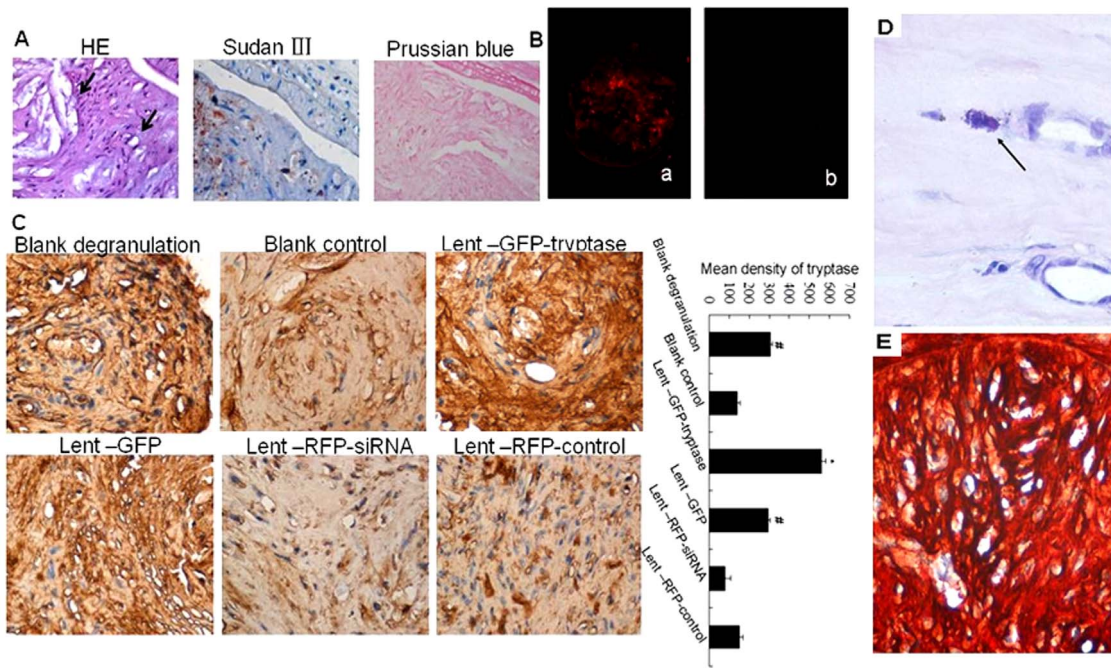 A
HE
Sudan III
Prussian blue
B
a
b
C
Blank degranulation
Blank control
Lent –GFP-tryptase
Lent –GFP
Lent –RFP-siRNA
Lent –RFP-control
Mean density of tryptase
0 100 200 300 400 500 600 700
Blank degranulation
#
Blank control
Lent –GFP-tryptase
*
Lent –GFP
#
Lent –RFP-siRNA
Lent –RFP-control
D
E